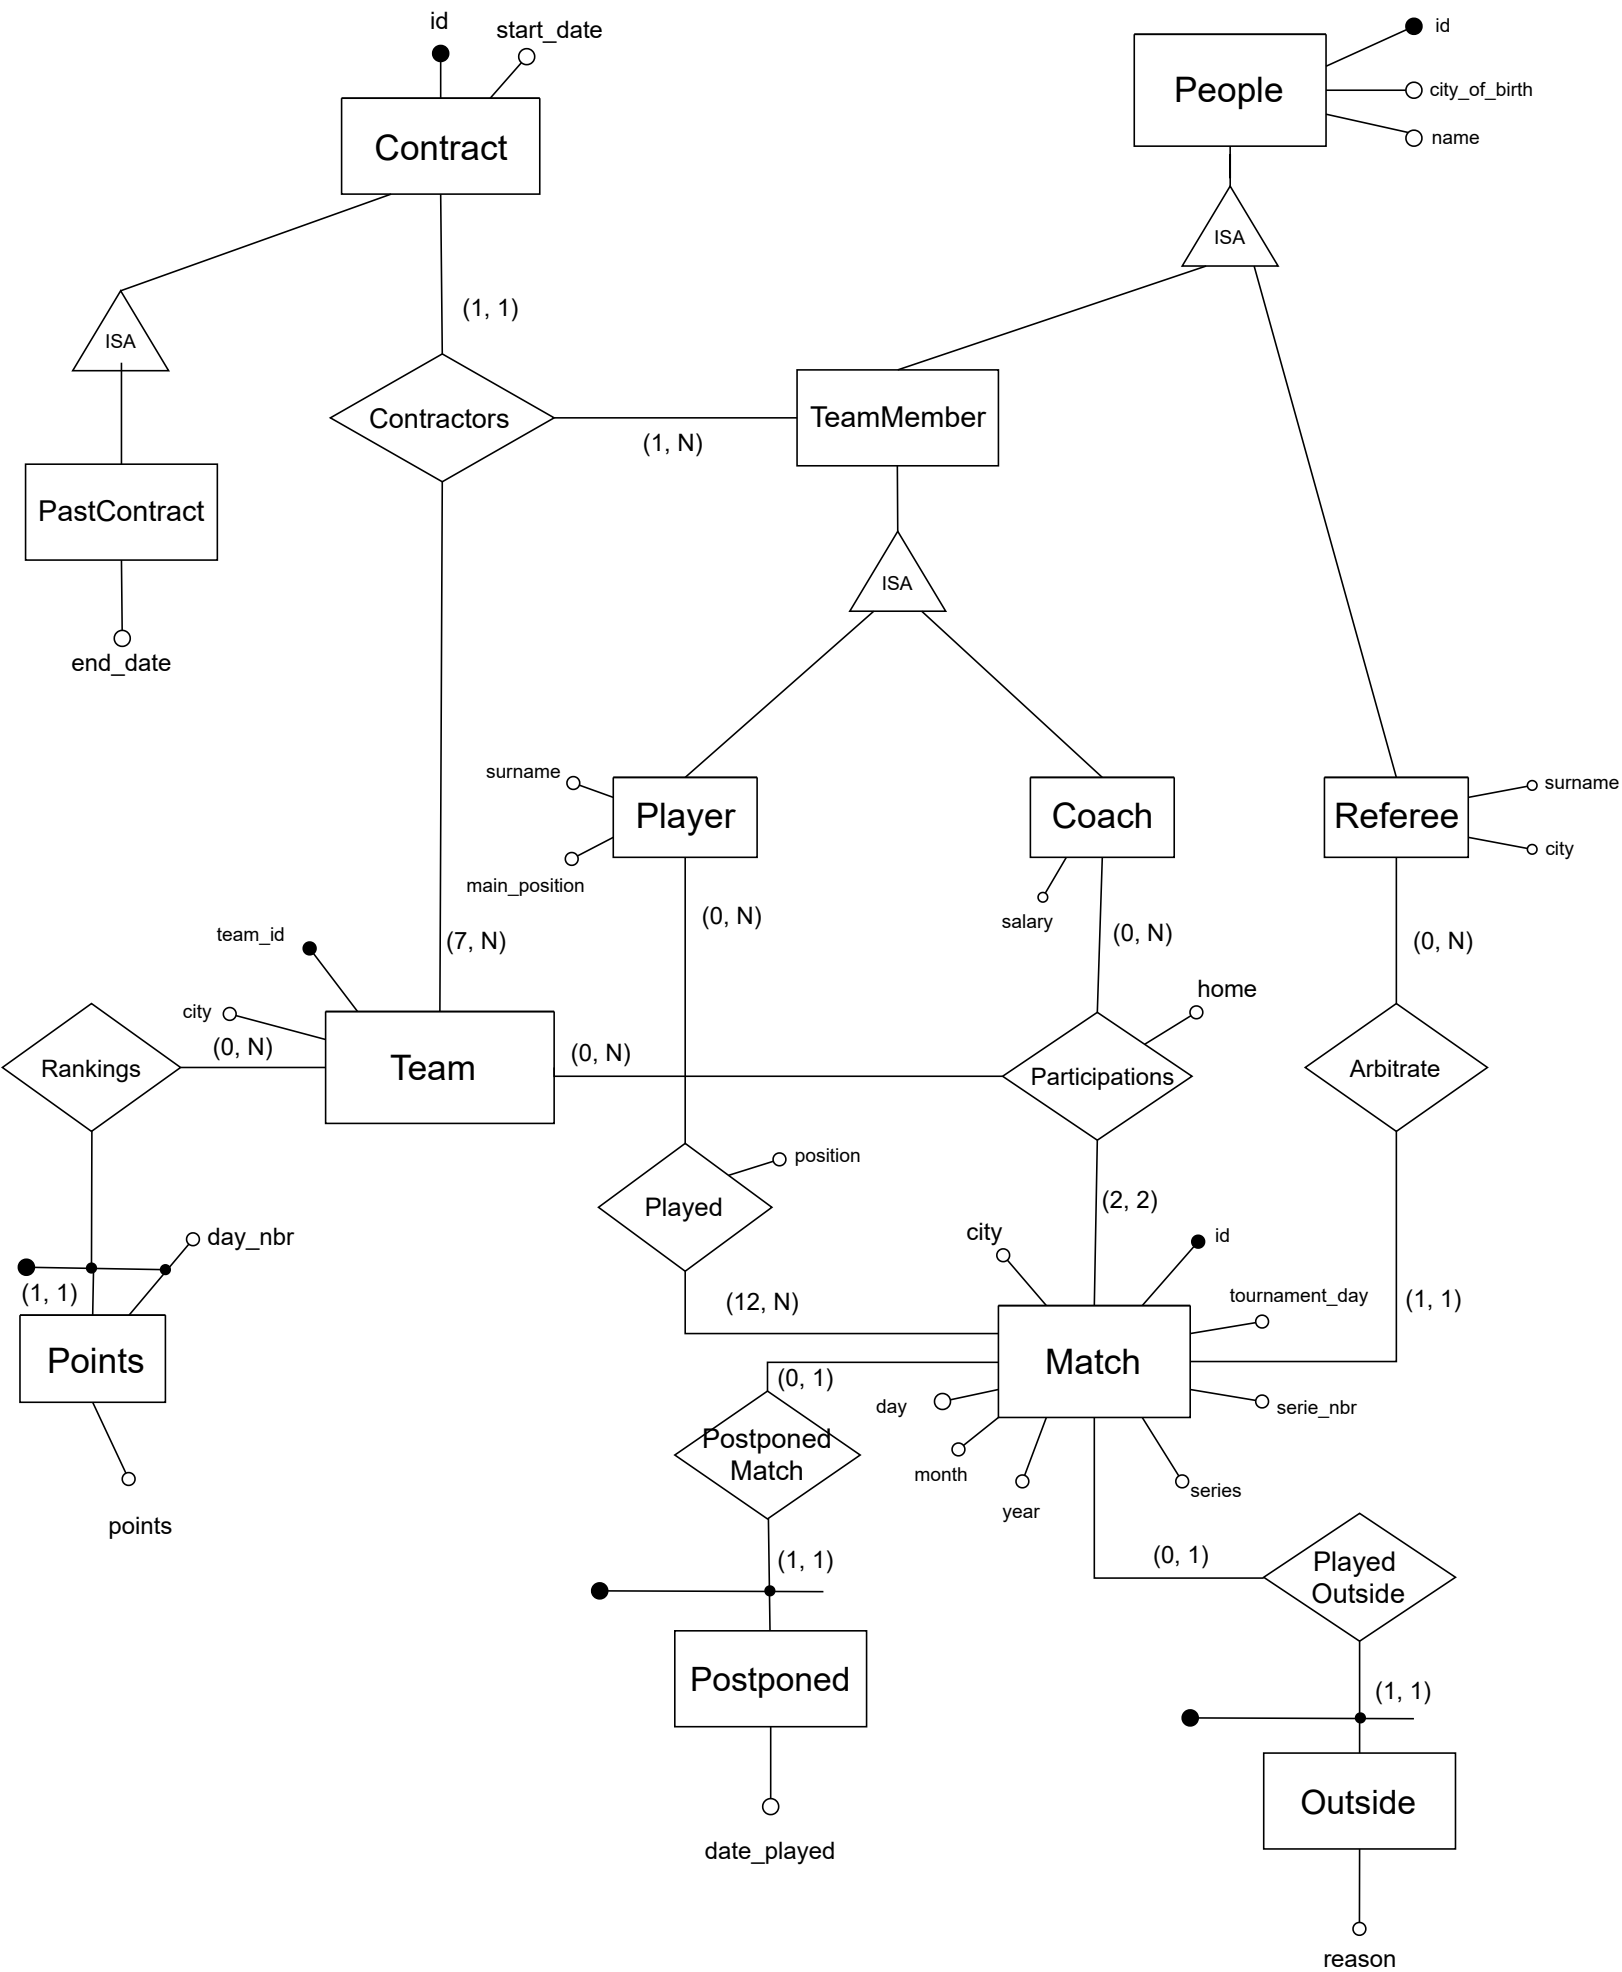 id
start_date
id
People
city_of_birth
name
Contract
ISA
(1, 1)
ISA
Contractors
TeamMember
(1, N)
PastContract
ISA
end_date
surname
Player
main_position
Coach
salary
Referee
surname
city
(0, N)
(0, N)
(0, N)
team_id
(7, N)
city
(0, N)
Team
(0, N)
home
Rankings
Participations
Arbitrate
position
Played
(2, 2)
day_nbr
(1, 1)
city
id
tournament_day
(12, N)
(1, 1)
Points
Match
(0, 1)
day
serie_nbr
Postponed
Match
month
year
series
points
(1, 1)
(0, 1)
Played
Outside
Postponed
(1, 1)
Outside
date_played
reason